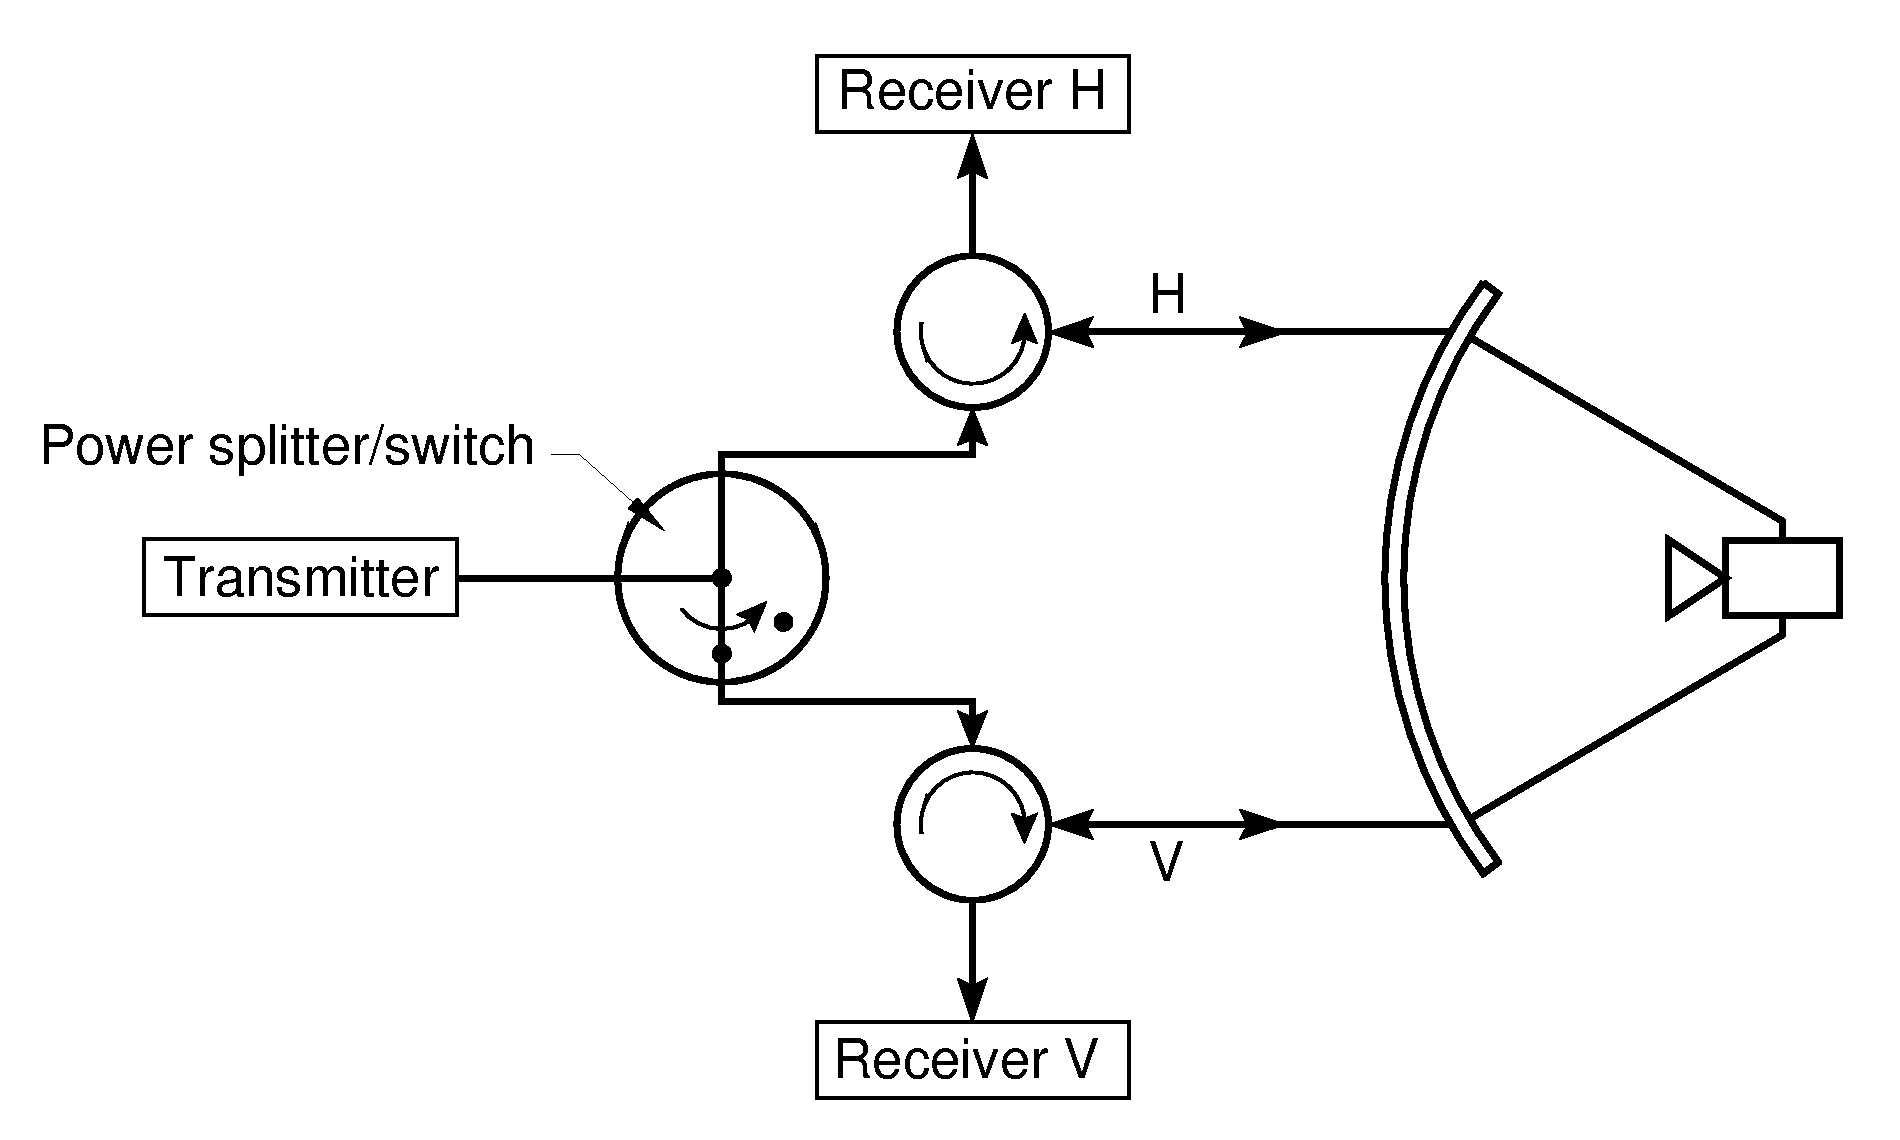 Receiver H
H
Power splitter/switch
Transmitter
V
Receiver V